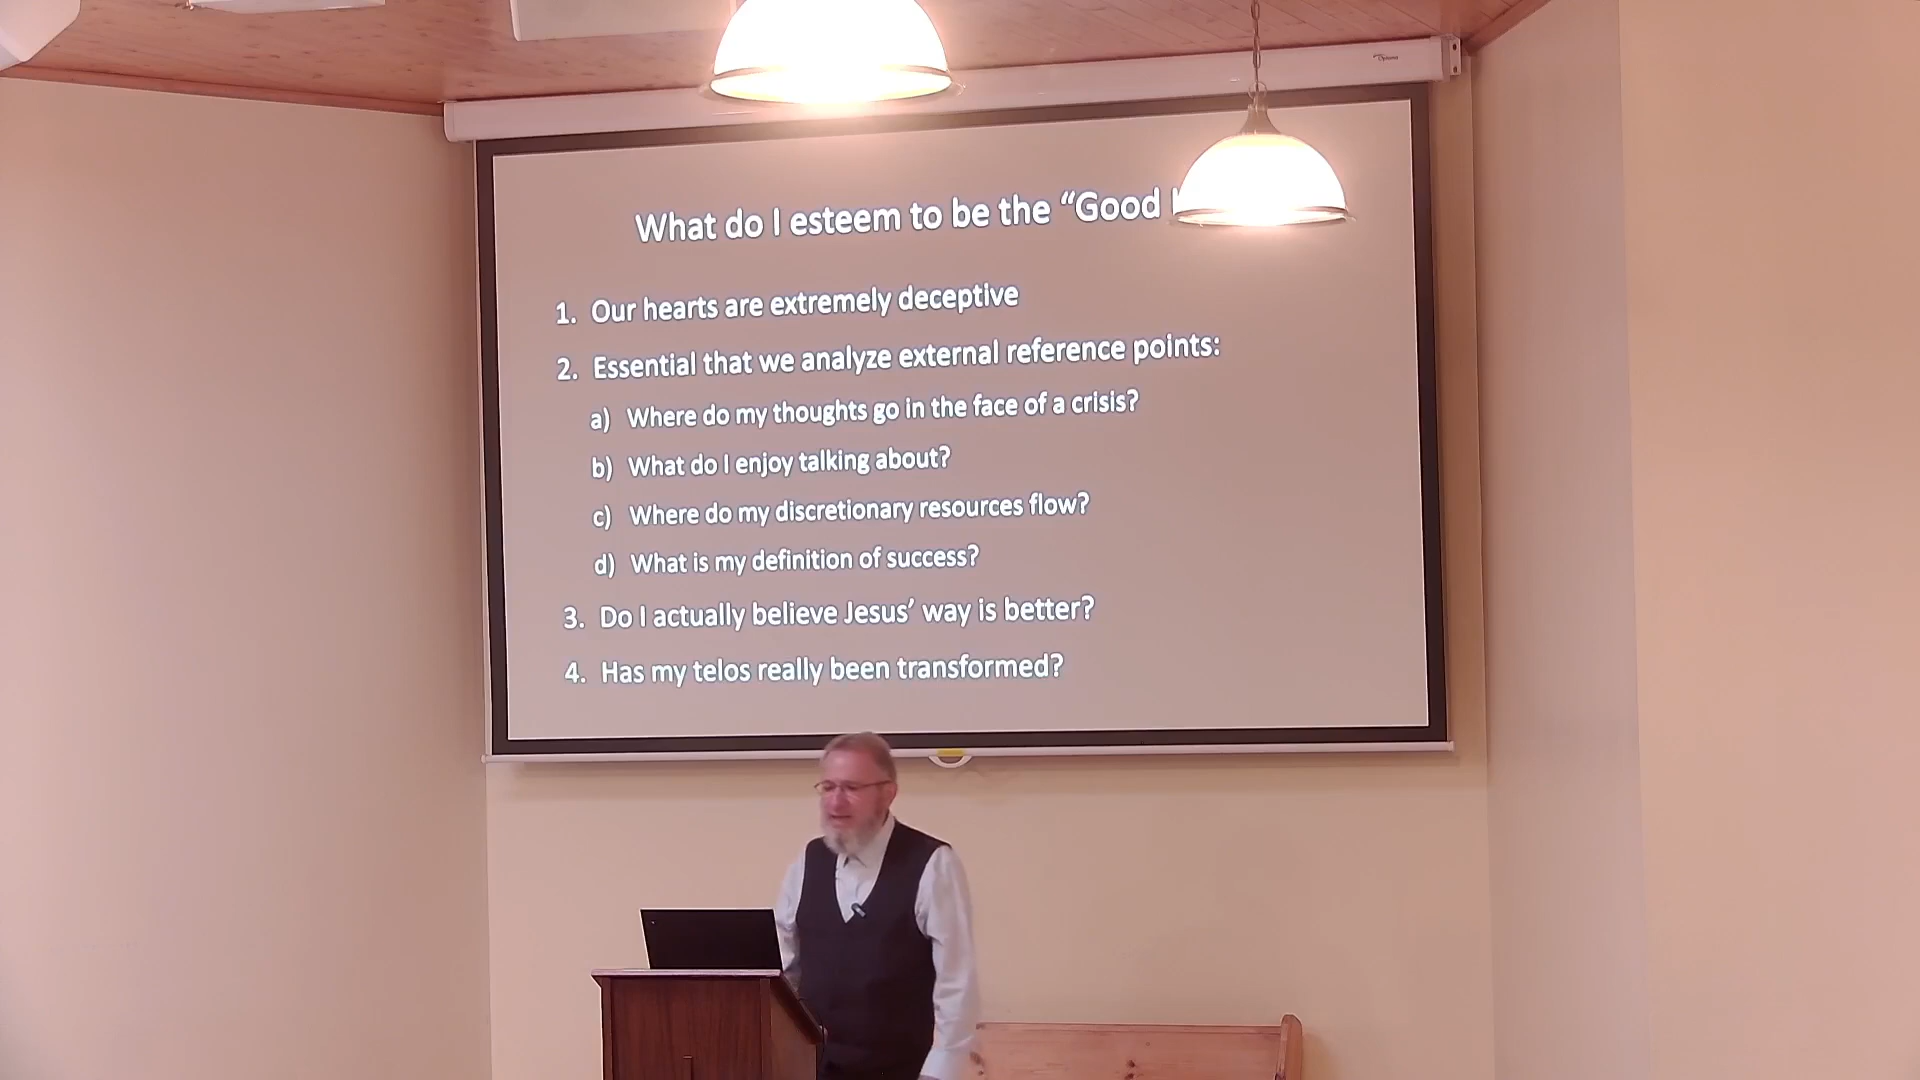 What do I esteem to be the “Good
1. Our hearts are extremely deceptive
2. Essential that we analyze external reference points:
a) Where do my thoughts go in the face of a crisis?
b) What do I enjoy talking about?
c) Where do my discretionary resources flow?
d) What is my definition of success?
3. Do I actually believe Jesus’ way is better?
4. Has my telos really been transformed?